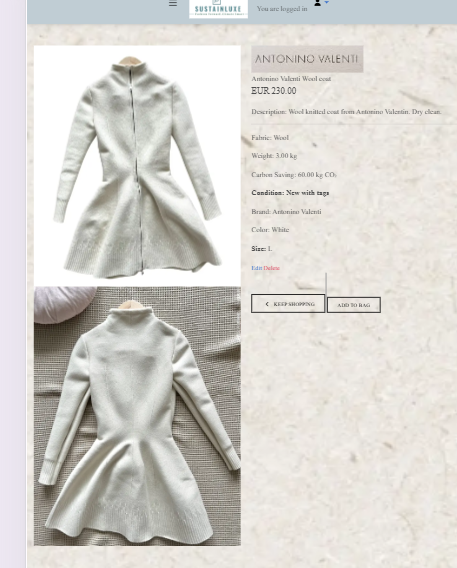 SUSTAINLUXE
You are logged in
ANTONINO VALENTI
Antonino Valenti Wool coat
EUR 230.00
Description: Wool knitted coat from Antonino Valentin. Dry clean.
Fabric: Wool
Weight: 3.00 kg
Carbon Saving: 60.00 kg CO₂
Condition: New with tags
Brand: Antonino Valenti
Color: White
Size: L
Edit Delete
KEEP SHOPPING
ADD TO BAG